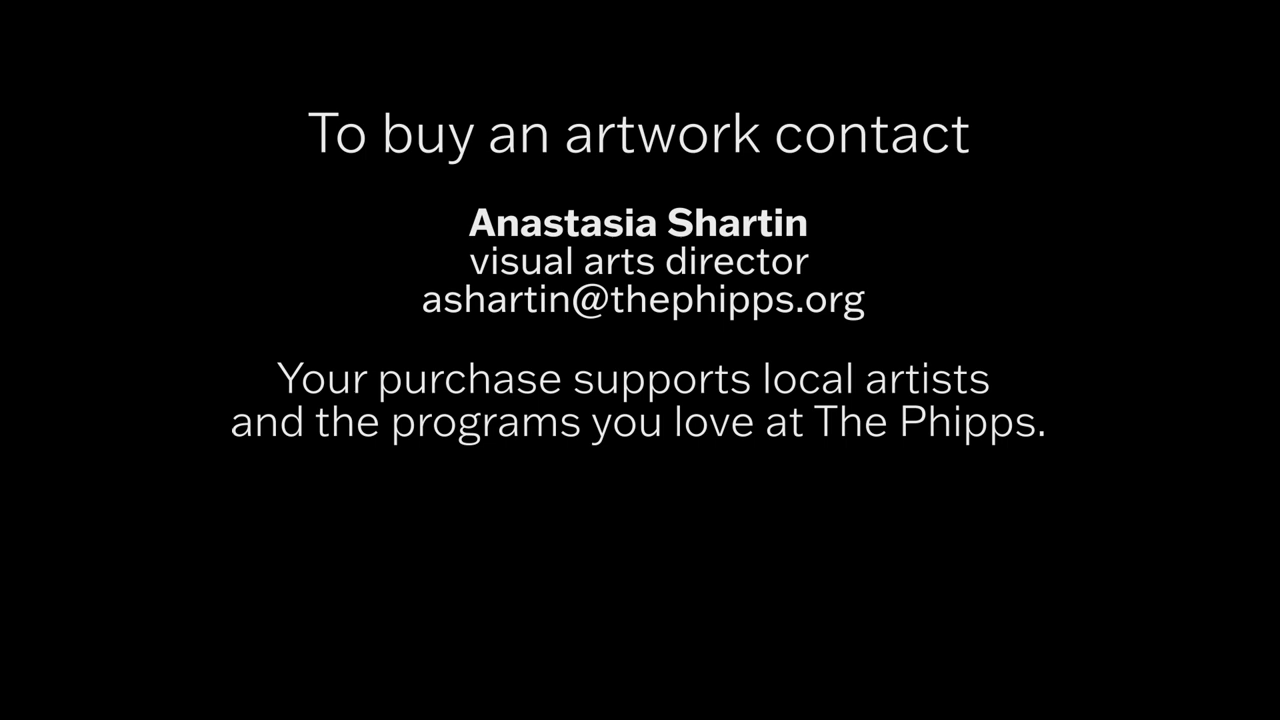 To buy an artwork contact
Anastasia Shartin
visual arts director
ashartin@thephipps.org
Your purchase supports local artists
and the programs you love at The Phipps.